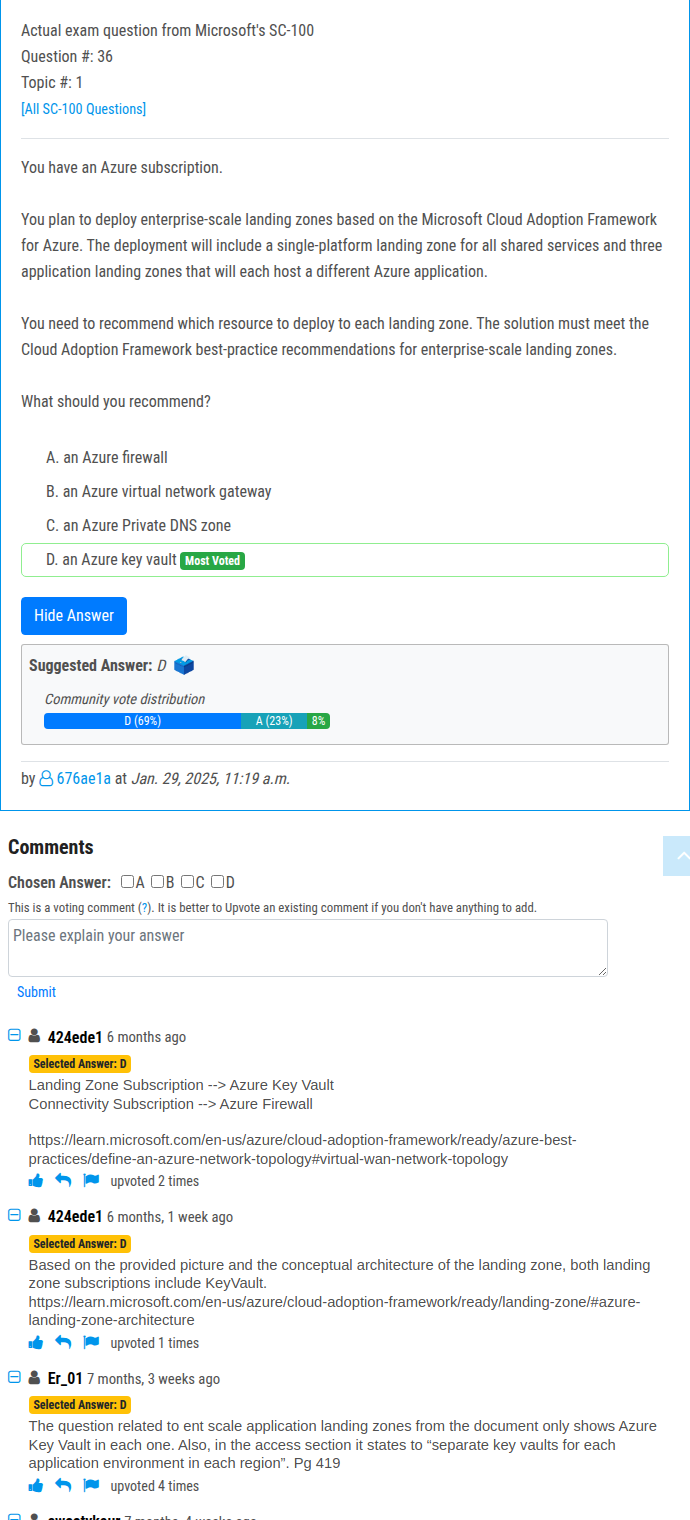 Actual exam question from Microsoft's SC-100
Question #: 36
Topic #: 1
[All SC-100 Questions]
You have an Azure subscription.
You plan to deploy enterprise-scale landing zones based on the Microsoft Cloud Adoption Framework
for Azure. The deployment will include a single-platform landing zone for all shared services and three
application landing zones that will each host a different Azure application.
You need to recommend which resource to deploy to each landing zone. The solution must meet the
Cloud Adoption Framework best-practice recommendations for enterprise-scale landing zones.
What should you recommend?
A. an Azure firewall
B. an Azure virtual network gateway
C. an Azure Private DNS zone
D. an Azure key vault Most Voted
Hide Answer
Suggested Answer: D
Community vote distribution
D (69%) A (23%) 8%
by 676ae1a at Jan. 29, 2025, 11:19 a.m.
Comments
Chosen Answer: A B C D
This is a voting comment (?). It is better to Upvote an existing comment if you don't have anything to add.
Please explain your answer
Submit
424ede1 6 months ago
Selected Answer: D
Landing Zone Subscription --> Azure Key Vault
Connectivity Subscription --> Azure Firewall
https://learn.microsoft.com/en-us/azure/cloud-adoption-framework/ready/azure-best-
practices/define-an-azure-network-topology#virtual-wan-network-topology
upvoted 2 times
424ede1 6 months, 1 week ago
Selected Answer: D
Based on the provided picture and the conceptual architecture of the landing zone, both landing
zone subscriptions include KeyVault.
https://learn.microsoft.com/en-us/azure/cloud-adoption-framework/ready/landing-zone/#azure-
landing-zone-architecture
upvoted 1 times
Er_01 7 months, 3 weeks ago
Selected Answer: D
The question related to ent scale application landing zones from the document only shows Azure
Key Vault in each one. Also, in the access section it states to “separate key vaults for each
application environment in each region”. Pg 419
upvoted 4 times